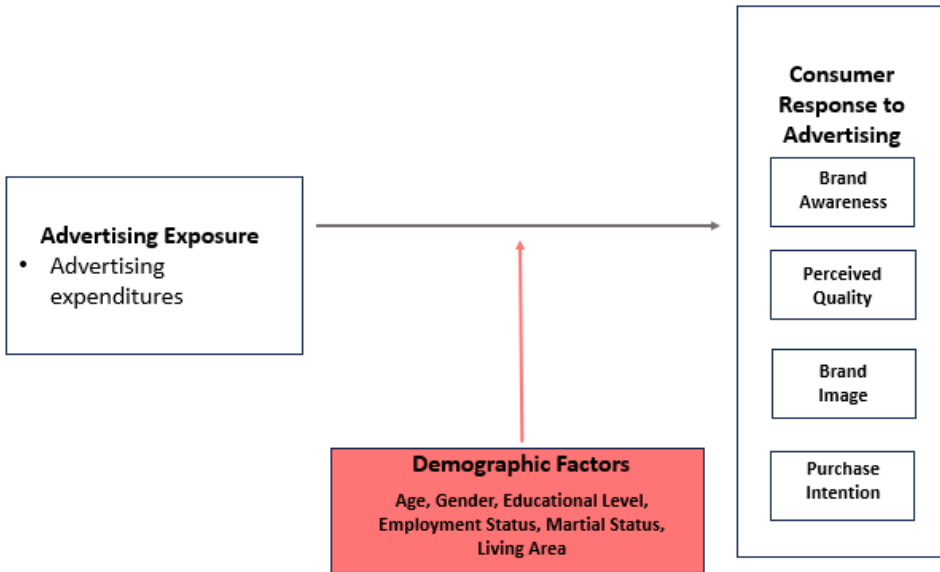 Advertising Exposure
• Advertising
expenditures
Consumer
Response to
Advertising
Brand
Awareness
Perceived
Quality
Brand
Image
Purchase
Intention
Demographic Factors
Age, Gender, Educational Level,
Employment Status, Martial Status,
Living Area